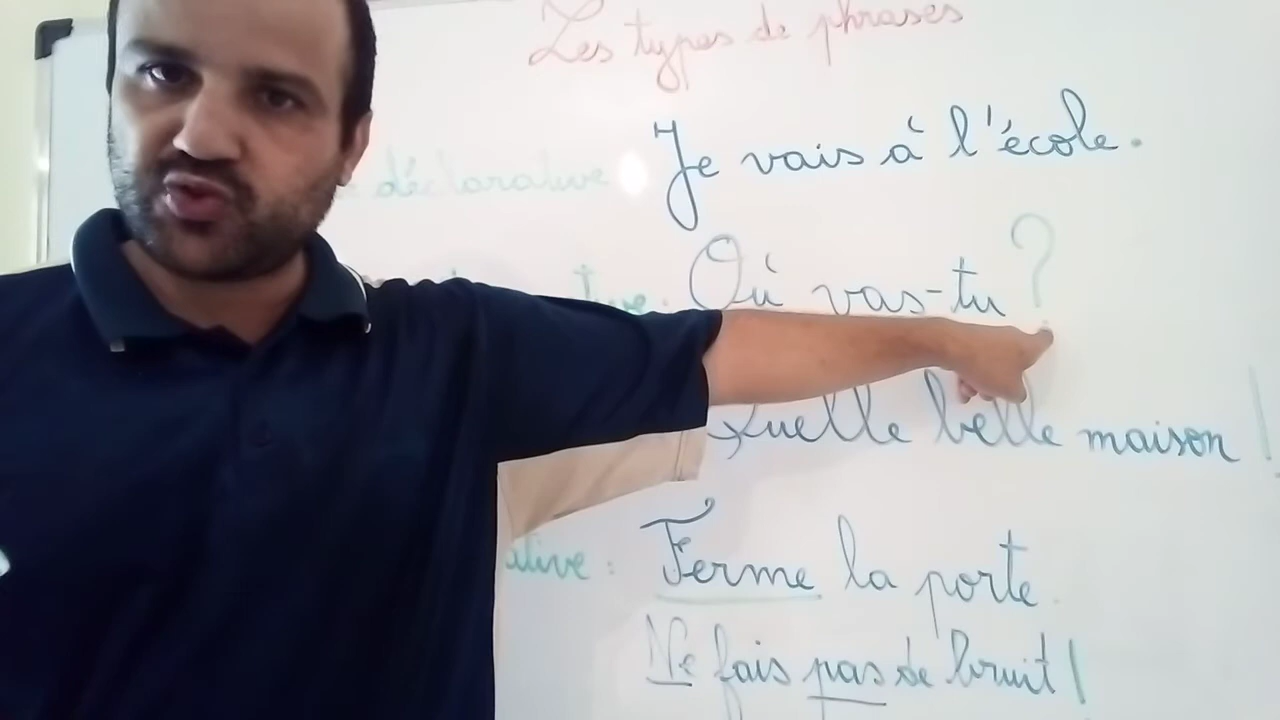 Les types de phrases
déclarative Je vais à l'école.
tive. Où vas-tu ?
Quelle belle maison !
ative : Ferme la porte.
Ne fais pas de bruit !